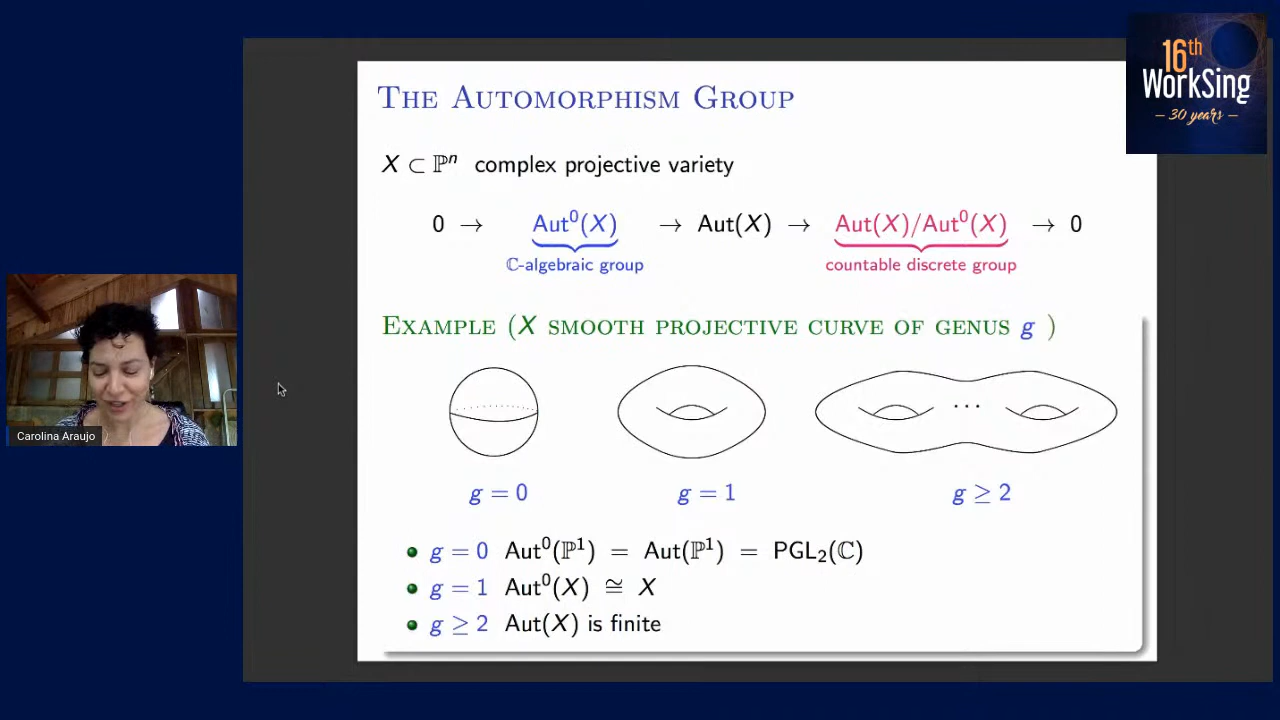 16th
WorkSing
– 30 years –
THE AUTOMORPHISM GROUP
X ⊂ ℙⁿ complex projective variety
0 → Aut⁰(X) → Aut(X) → Aut(X)/Aut⁰(X) → 0
ℂ-algebraic group countable discrete group
EXAMPLE (X SMOOTH PROJECTIVE CURVE OF GENUS g )
...
g = 0 g = 1 g ≥ 2
• g = 0 Aut⁰(ℙ¹) = Aut(ℙ¹) = PGL₂(ℂ)
• g = 1 Aut⁰(X) ≅ X
• g ≥ 2 Aut(X) is finite
Carolina Araujo